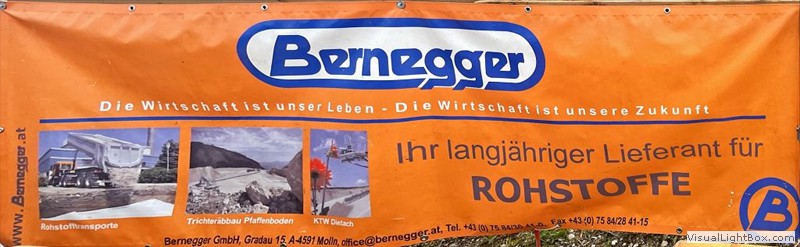 Bernegger
Die Wirtschaft ist unser Leben - Die Wirtschaft ist unsere Zukunft
www.Bernegger.at
Ihr langjähriger Lieferant für
ROHSTOFFE
Rohstofftransporte
Trichterabbau Pfaffenboden
KTW Dietach
B
Bernegger GmbH, Gradau 15, A-4591 Molln, office@bernegger.at, Tel. +43 (0) 75 84/ Fax +43 (0) 75 84/28 41-15
VisualLightBox.com